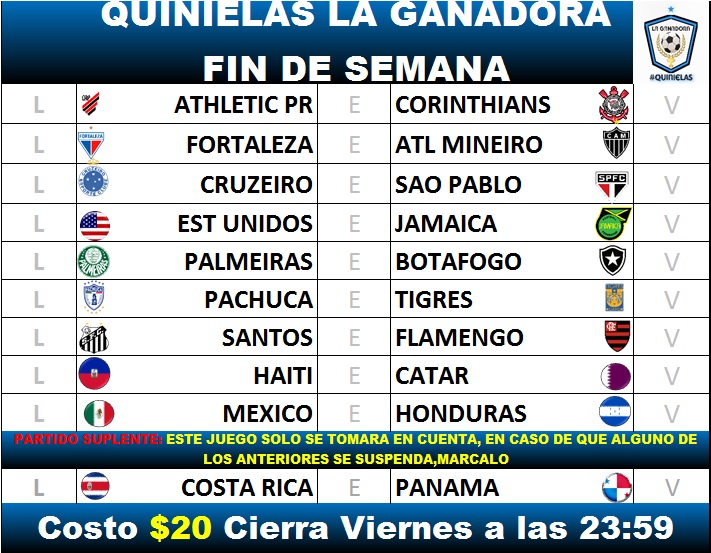 QUINIELAS LA GANADORA
FIN DE SEMANA
LA GANADORA
#QUINIELAS
L ATHLETIC PR E CORINTHIANS V
L FORTALEZA E ATL MINEIRO V
L CRUZEIRO E SAO PABLO V
L EST UNIDOS E JAMAICA V
L PALMEIRAS E BOTAFOGO V
L PACHUCA E TIGRES V
L SANTOS E FLAMENGO V
L HAITI E CATAR V
L MEXICO E HONDURAS V
PARTIDO SUPLENTE: ESTE JUEGO SOLO SE TOMARA EN CUENTA, EN CASO DE QUE ALGUNO DE
LOS ANTERIORES SE SUSPENDA,MARCALO
L COSTA RICA E PANAMA V
Costo $20 Cierra Viernes a las 23:59